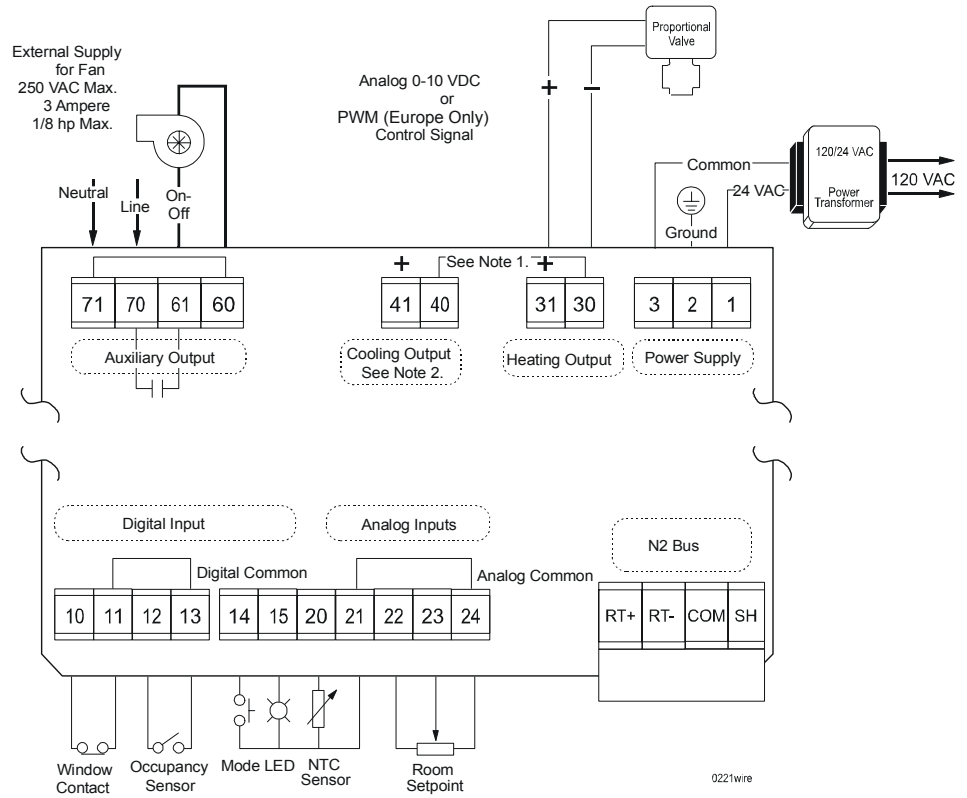 External Supply
for Fan
250 VAC Max.
3 Ampere
1/8 hp Max.
Neutral
Line
On-
Off
Analog 0-10 VDC
or
PWM (Europe Only)
Control Signal
+
−
Proportional
Valve
Common
24 VAC
Ground
120/24 VAC
Power
Transformer
120 VAC
+
See Note 1.
+
71 70 61 60
41 40
31 30
3 2 1
Auxiliary Output
Cooling Output
See Note 2.
Heating Output
Power Supply
Digital Input
Analog Inputs
N2 Bus
Digital Common
Analog Common
10 11 12 13
14 15 20 21 22 23 24
RT+ RT- COM SH
Window
Contact
Occupancy
Sensor
Mode LED
NTC
Sensor
Room
Setpoint
0221wire